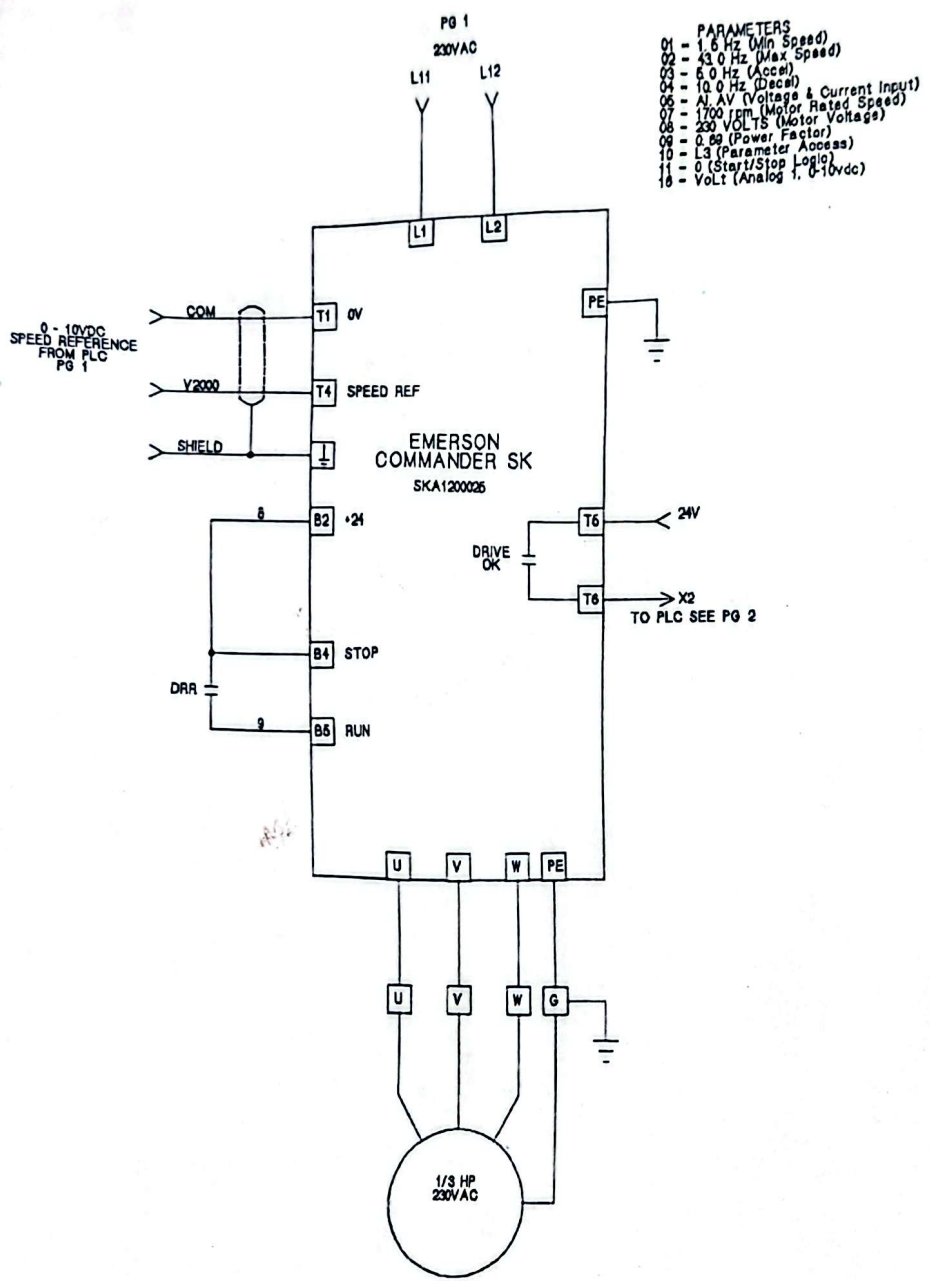 PG 1
230VAC
L11 L12
PARAMETERS
01 - 1.6 Hz (Min Speed)
02 - 43.0 Hz (Max Speed)
03 - 6.0 Hz (Accel)
04 - 10.0 Hz (Decel)
05 - AI. AV (Voltage & Current Input)
07 - 1700 rpm (Motor Rated Speed)
08 - 230 VOLTS (Motor Voltage)
09 - 0.69 (Power Factor)
10 - L3 (Parameter Access)
11 - 0 (Start/Stop Logic)
16 - VoLt (Analog 1, 0-10vdc)
L1 L2
PE
COM T1 0V
0 - 10VDC
SPEED REFERENCE
FROM PLC
PG 1
V2000 T4 SPEED REF
SHIELD
EMERSON
COMMANDER SK
SKA1200025
8 B2 +24
T5 24V
DRIVE
OK
T6 X2
TO PLC SEE PG 2
B4 STOP
DRR
9 B5 RUN
U V W PE
U V W G
1/3 HP
230VAC